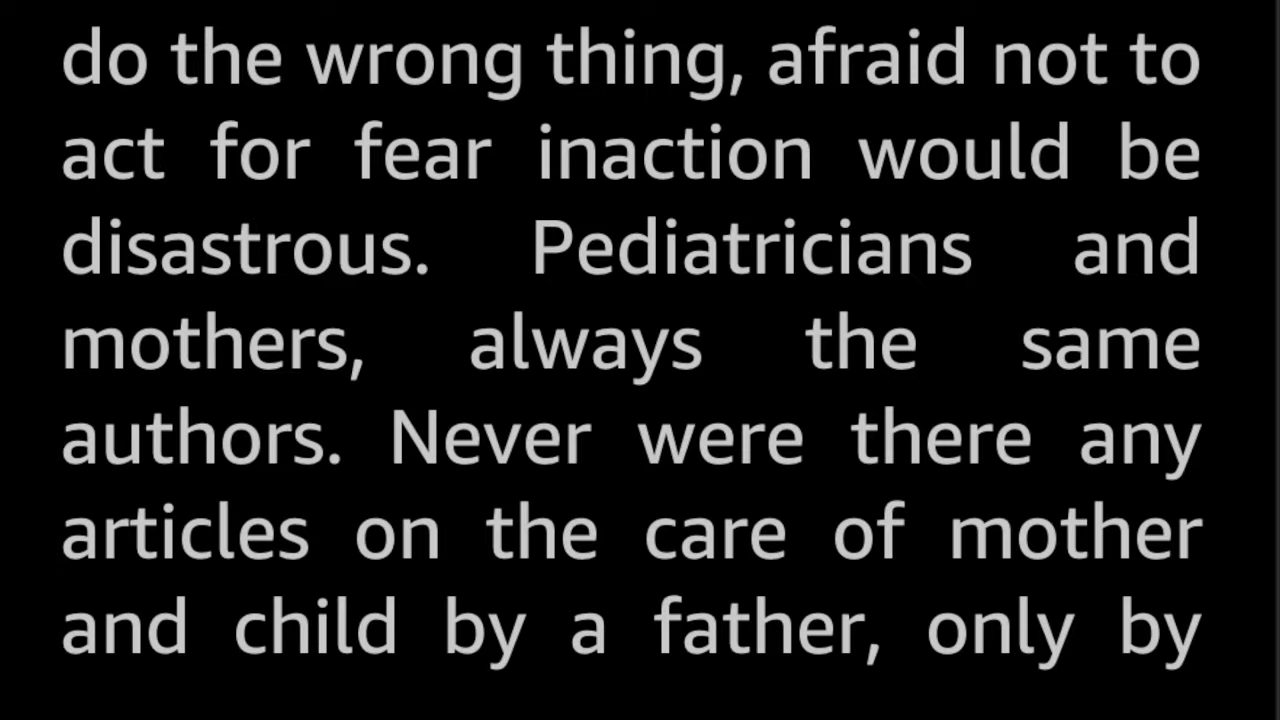 do the wrong thing, afraid not to
act for fear inaction would be
disastrous. Pediatricians and
mothers, always the same
authors. Never were there any
articles on the care of mother
and child by a father, only by